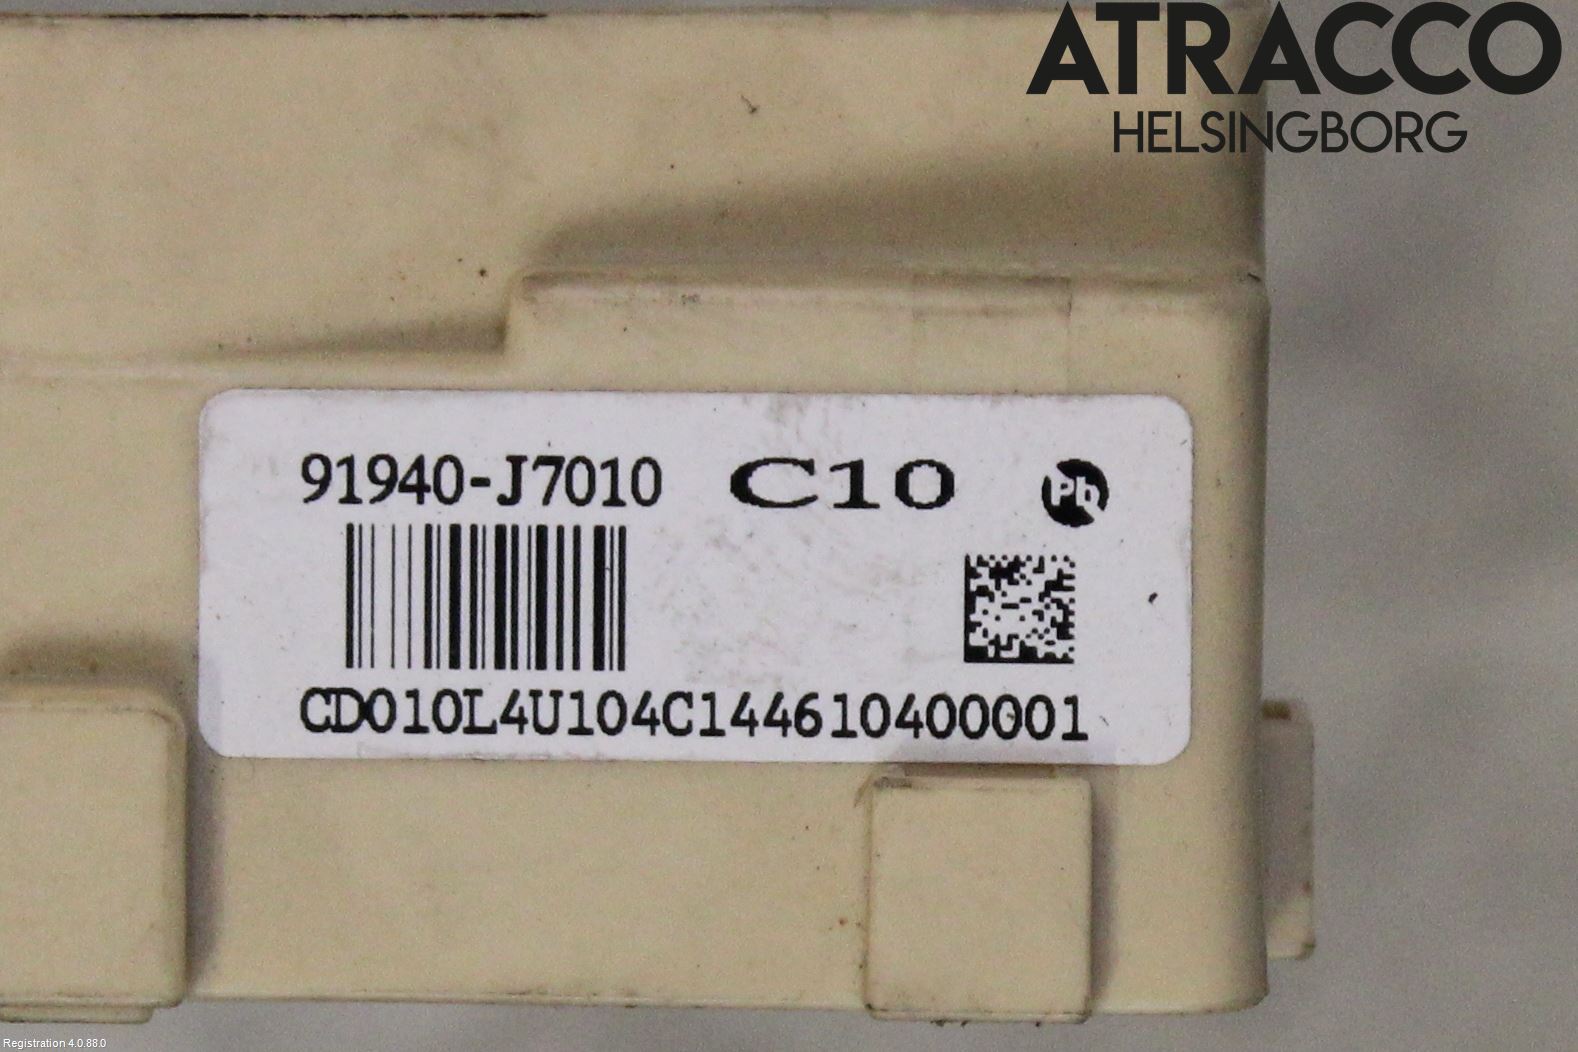 ATRACCO
HELSINGBORG
91940-J7010 C10 Pb
CD010L4U104C144610400001
Registration 4.0.88.0